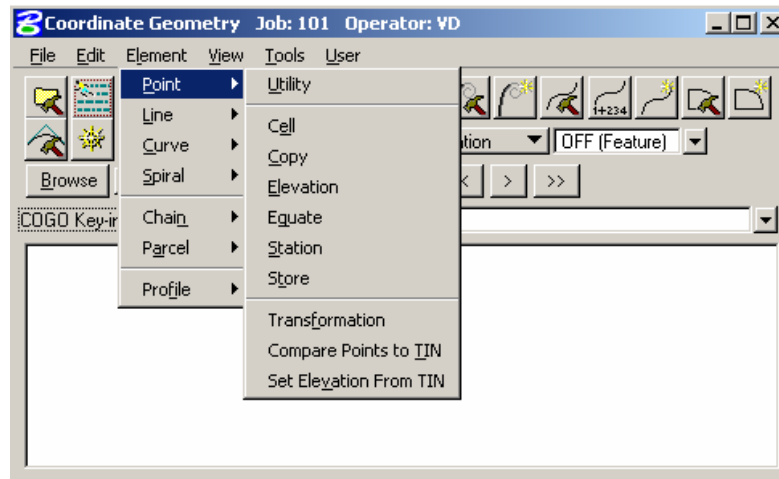 Coordinate Geometry Job: 101 Operator: VD
File Edit Element View Tools User
Point
Line
Curve
Spiral
Chain
Parcel
Profile
Utility
Cell
Copy
Elevation
Equate
Station
Store
Transformation
Compare Points to TIN
Set Elevation From TIN
1+234
OFF (Feature)
Browse < > >>
COGO